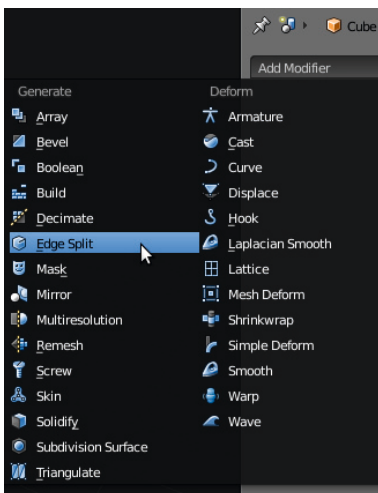 Cube
Add Modifier
Generate
Array
Bevel
Boolean
Build
Decimate
Edge Split
Mask
Mirror
Multiresolution
Remesh
Screw
Skin
Solidify
Subdivision Surface
Triangulate
Deform
Armature
Cast
Curve
Displace
Hook
Laplacian Smooth
Lattice
Mesh Deform
Shrinkwrap
Simple Deform
Smooth
Warp
Wave